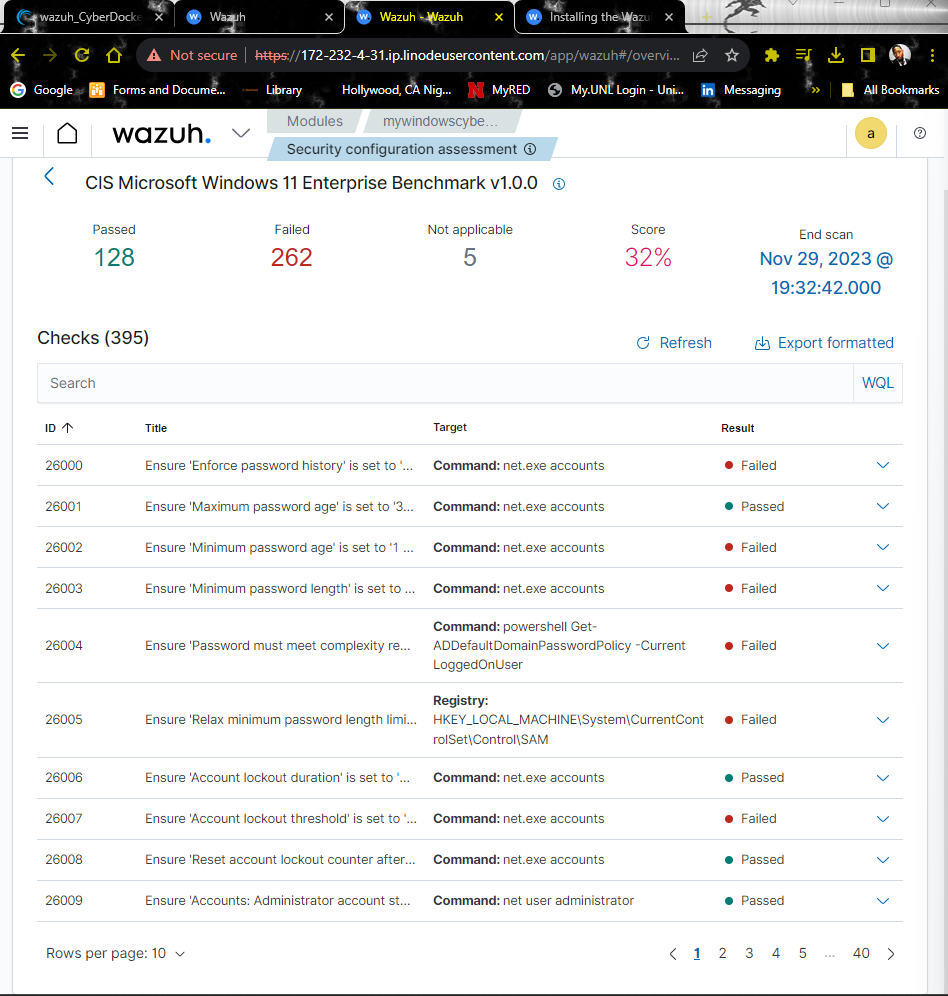 wazuh_CyberDocke
Wazuh
Wazuh - Wazuh
Installing the Wazu
Not secure
https://172-232-4-31.ip.linodeusercontent.com/app/wazuh#/overvi...
Google
Forms and Docume...
Library
Hollywood, CA Nig...
MyRED
My.UNL Login - Uni...
Messaging
»
All Bookmarks
wazuh.
Modules
mywindowscybe...
Security configuration assessment
a
CIS Microsoft Windows 11 Enterprise Benchmark v1.0.0
Passed
128
Failed
262
Not applicable
5
Score
32%
End scan
Nov 29, 2023 @
19:32:42.000
Checks (395)
Refresh
Export formatted
Search
WQL
ID Title Target Result
26000 Ensure 'Enforce password history' is set to '... Command: net.exe accounts Failed
26001 Ensure 'Maximum password age' is set to '3... Command: net.exe accounts Passed
26002 Ensure 'Minimum password age' is set to '1 ... Command: net.exe accounts Failed
26003 Ensure 'Minimum password length' is set to ... Command: net.exe accounts Failed
26004 Ensure 'Password must meet complexity re... Command: powershell Get-
ADDefaultDomainPasswordPolicy -Current
LoggedOnUser
Failed
26005 Ensure 'Relax minimum password length limi... Registry:
HKEY_LOCAL_MACHINE\System\CurrentCont
rolSet\Control\SAM
Failed
26006 Ensure 'Account lockout duration' is set to '... Command: net.exe accounts Passed
26007 Ensure 'Account lockout threshold' is set to '... Command: net.exe accounts Failed
26008 Ensure 'Reset account lockout counter after... Command: net.exe accounts Passed
26009 Ensure 'Accounts: Administrator account st... Command: net user administrator Passed
Rows per page: 10
1 2 3 4 5 ... 40